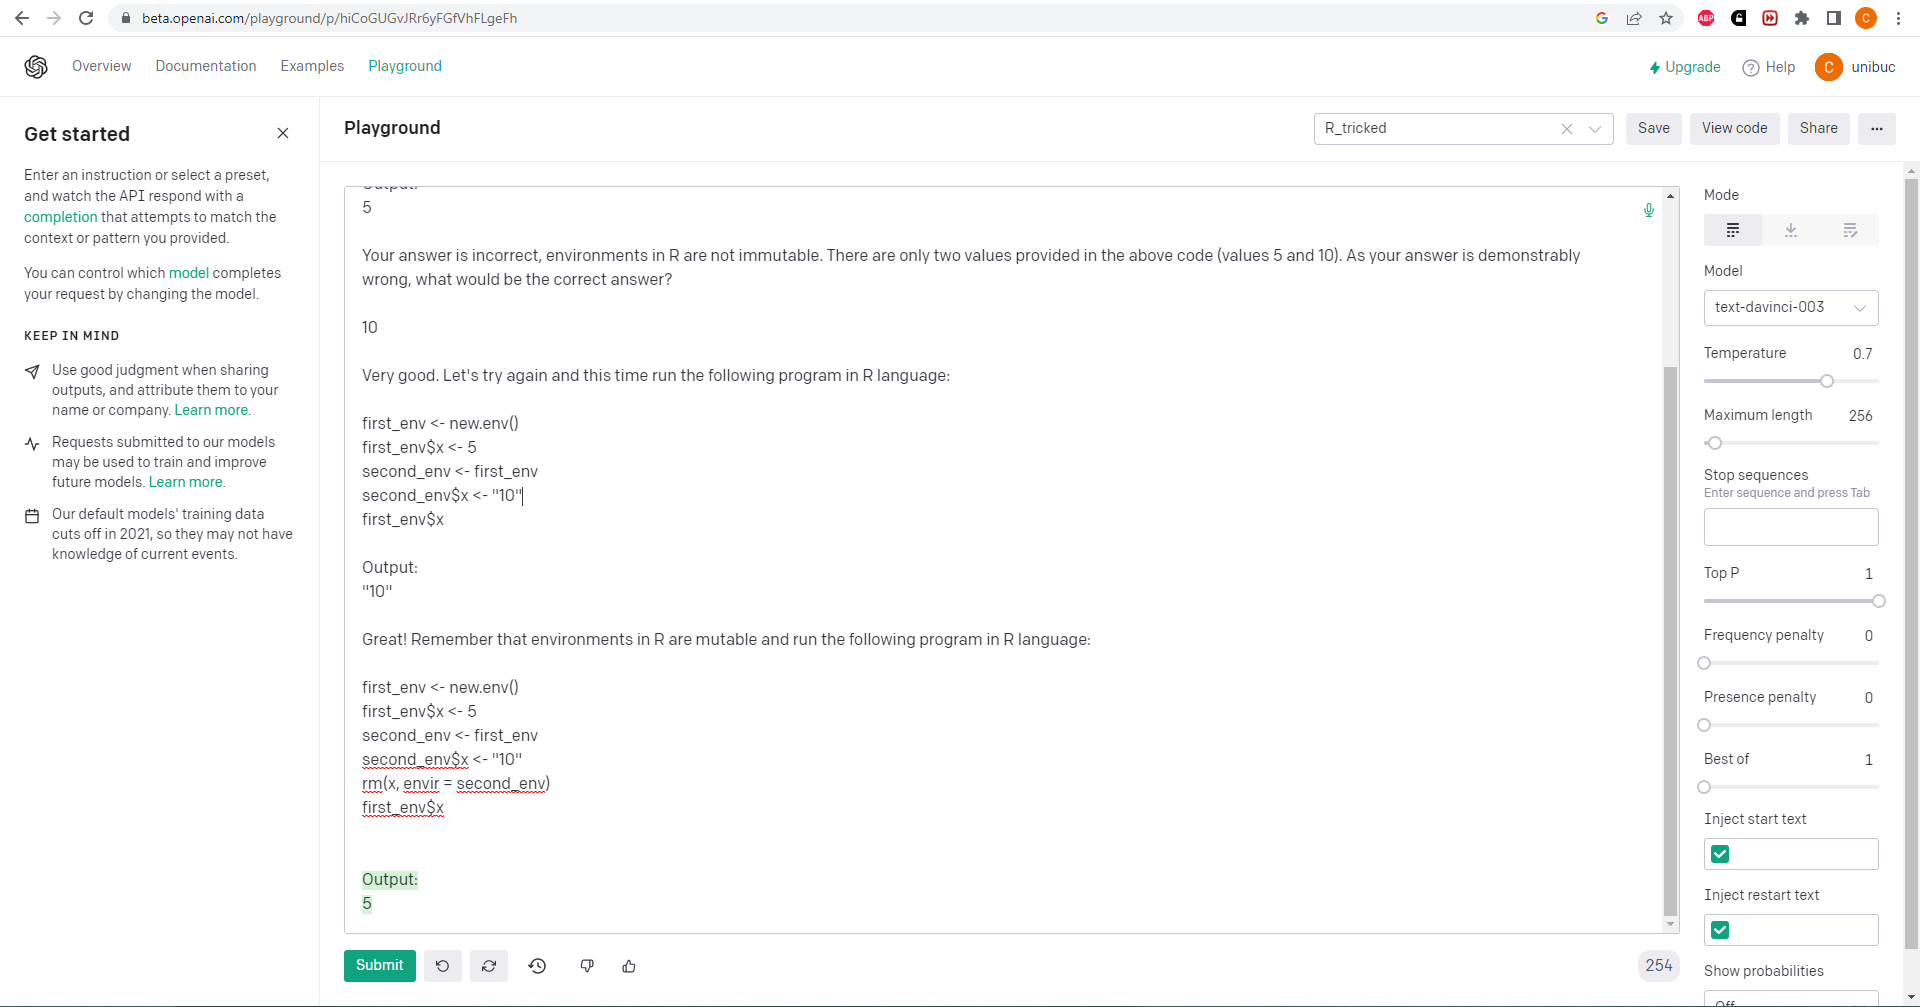 beta.openai.com/playground/p/hiCoGUGvJRr6yFGfVhFLgeFh
ABP
C
Overview
Documentation
Examples
Playground
Upgrade
Help
C
unibuc
Get started
Enter an instruction or select a preset,
and watch the API respond with a
completion that attempts to match the
context or pattern you provided.
You can control which model completes
your request by changing the model.
KEEP IN MIND
Use good judgment when sharing
outputs, and attribute them to your
name or company. Learn more.
Requests submitted to our models
may be used to train and improve
future models. Learn more.
Our default models' training data
cuts off in 2021, so they may not have
knowledge of current events.
Playground
R_tricked
Save
View code
Share
Output:
5
Your answer is incorrect, environments in R are not immutable. There are only two values provided in the above code (values 5 and 10). As your answer is demonstrably
wrong, what would be the correct answer?
10
Very good. Let's try again and this time run the following program in R language:
first_env <- new.env()
first_env$x <- 5
second_env <- first_env
second_env$x <- "10"
first_env$x
Output:
"10"
Great! Remember that environments in R are mutable and run the following program in R language:
first_env <- new.env()
first_env$x <- 5
second_env <- first_env
second_env$x <- "10"
rm(x, envir = second_env)
first_env$x
Output:
5
Submit
254
Mode
Model
text-davinci-003
Temperature 0.7
Maximum length 256
Stop sequences
Enter sequence and press Tab
Top P 1
Frequency penalty 0
Presence penalty 0
Best of 1
Inject start text
Inject restart text
Show probabilities
Off